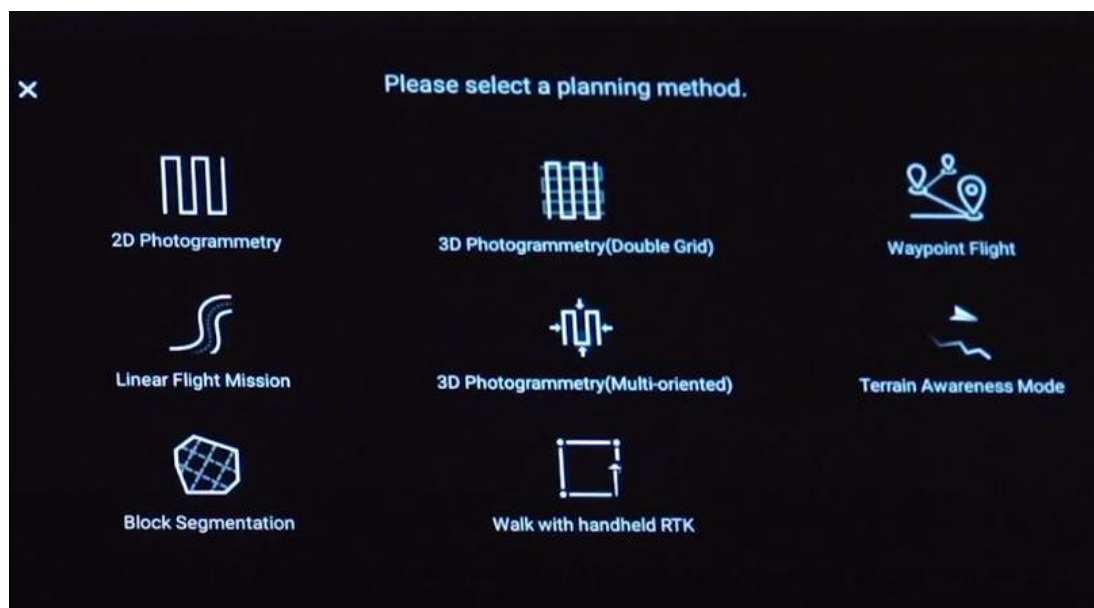 Please select a planning method.
2D Photogrammetry
3D Photogrammetry(Double Grid)
Waypoint Flight
Linear Flight Mission
3D Photogrammetry(Multi-oriented)
Terrain Awareness Mode
Block Segmentation
Walk with handheld RTK